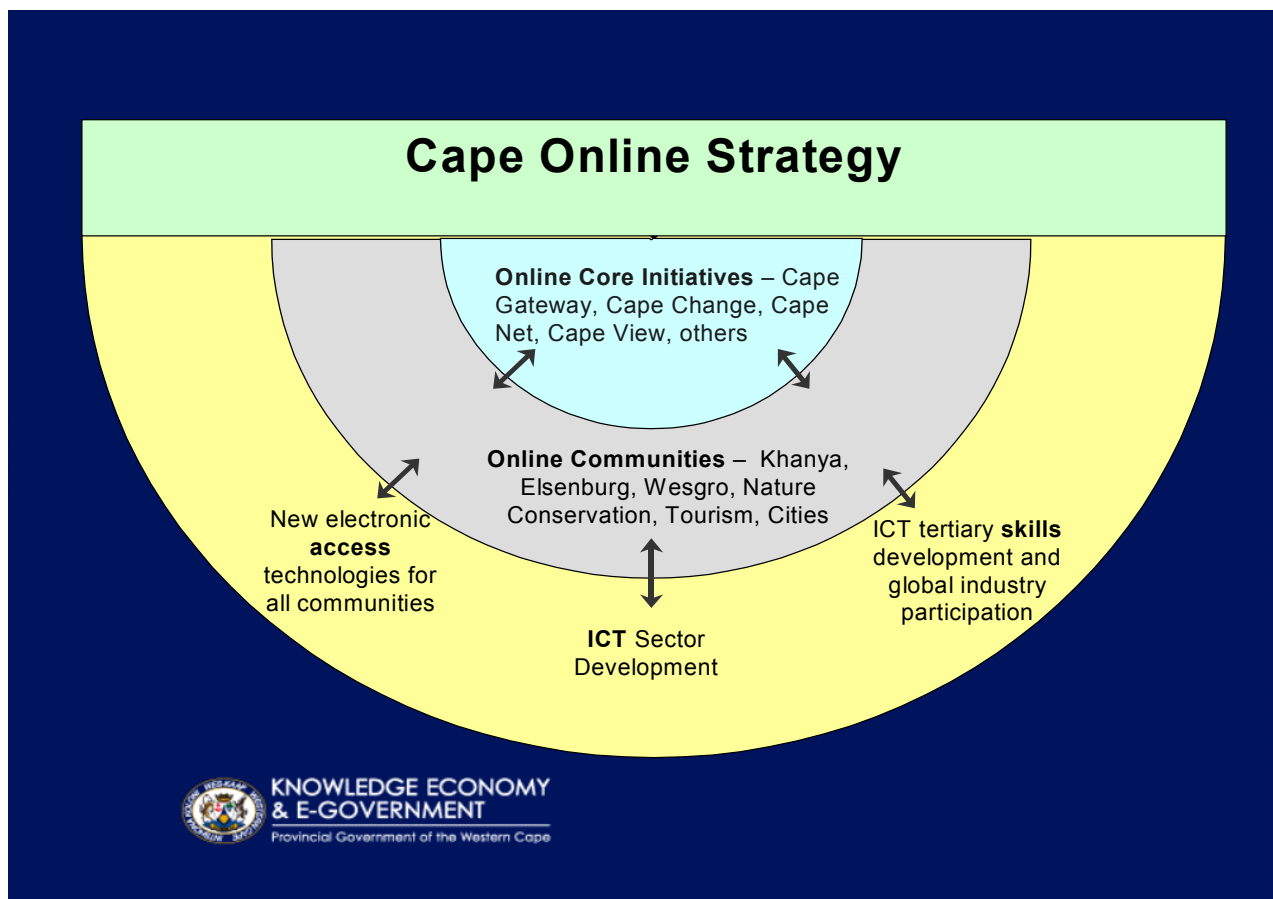 Cape Online Strategy
Online Core Initiatives – Cape
Gateway, Cape Change, Cape
Net, Cape View, others
Online Communities – Khanya,
Elsenburg, Wesgro, Nature
Conservation, Tourism, Cities
New electronic
access
technologies for
all communities
ICT Sector
Development
ICT tertiary skills
development and
global industry
participation
KNOWLEDGE ECONOMY
& E-GOVERNMENT
Provincial Government of the Western Cape